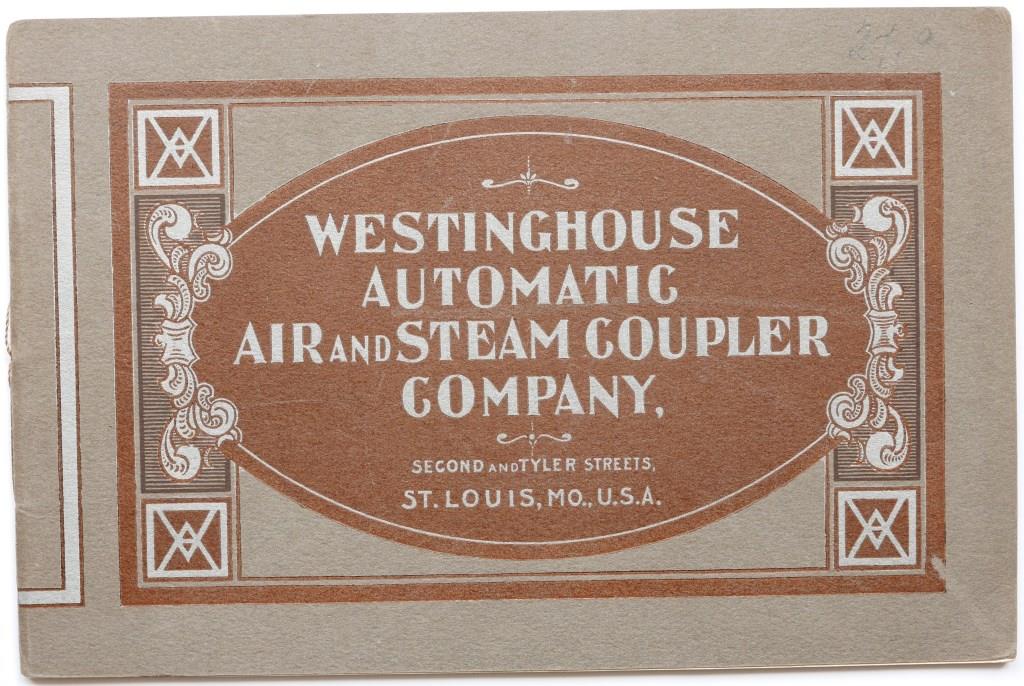 WESTINGHOUSE
AUTOMATIC
AIR AND STEAM COUPLER
COMPANY,
SECOND AND TYLER STREETS,
ST. LOUIS, MO., U.S.A.